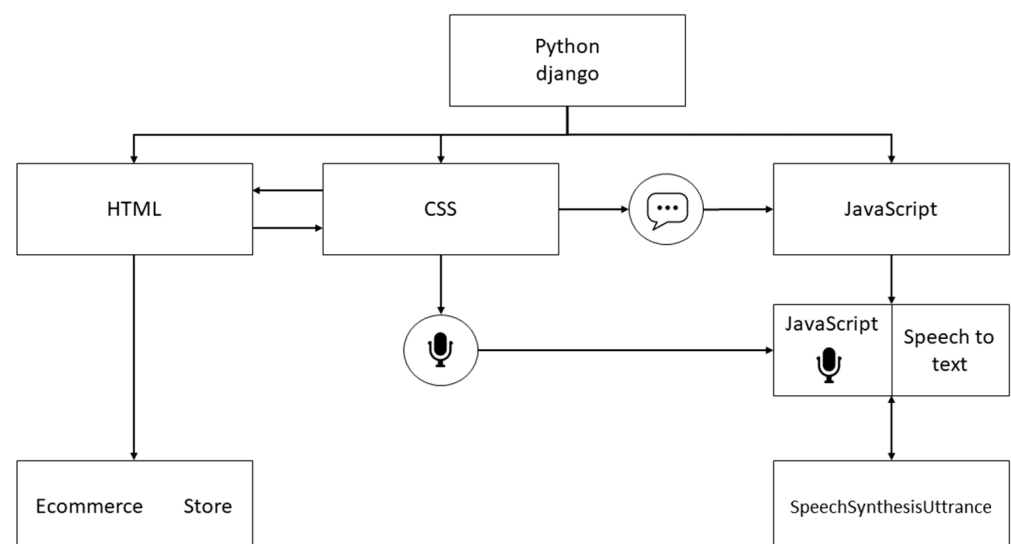 Python
django
HTML
CSS
JavaScript
JavaScript
Speech to
text
Ecommerce Store
SpeechSynthesisUttrance